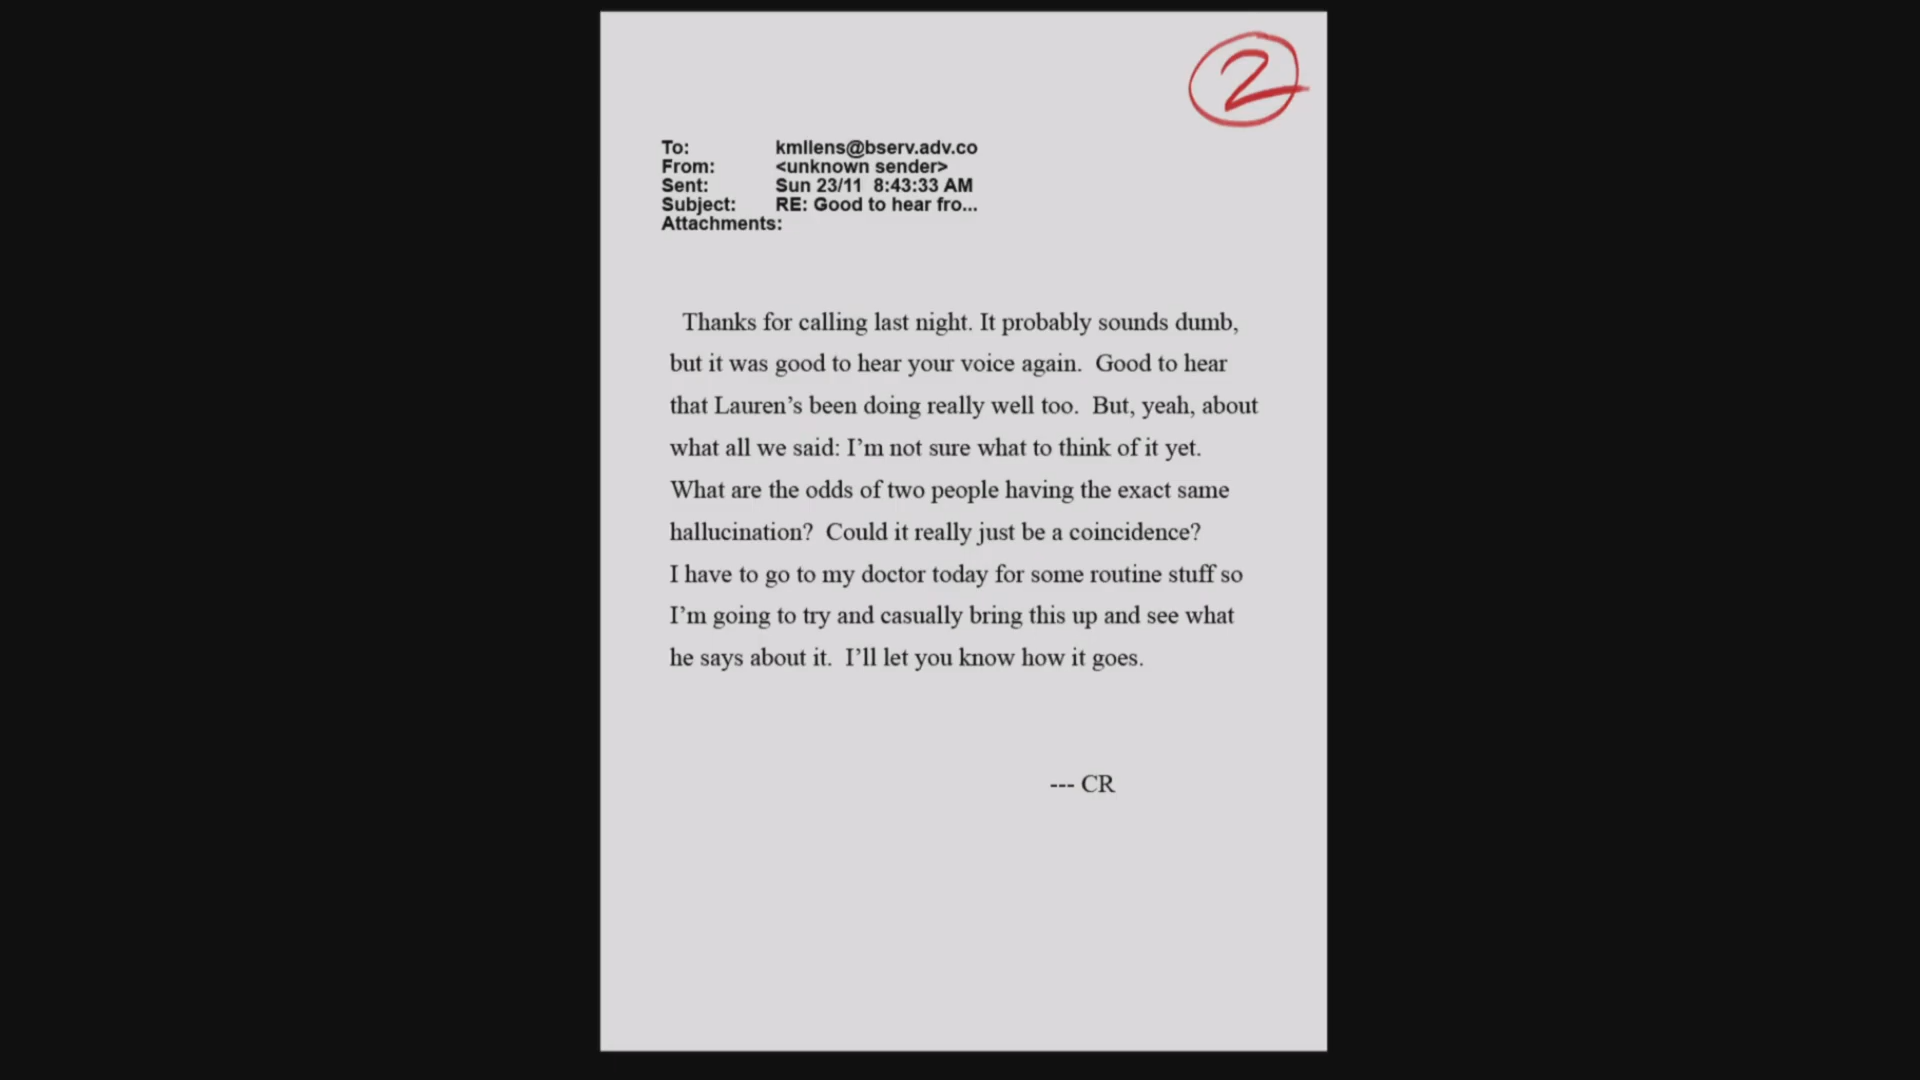 2
To: kmllens@bserv.adv.co
From: <unknown sender>
Sent: Sun 23/11 8:43:33 AM
Subject: RE: Good to hear fro...
Attachments:
Thanks for calling last night. It probably sounds dumb,
but it was good to hear your voice again. Good to hear
that Lauren’s been doing really well too. But, yeah, about
what all we said: I’m not sure what to think of it yet.
What are the odds of two people having the exact same
hallucination? Could it really just be a coincidence?
I have to go to my doctor today for some routine stuff so
I’m going to try and casually bring this up and see what
he says about it. I’ll let you know how it goes.
--- CR